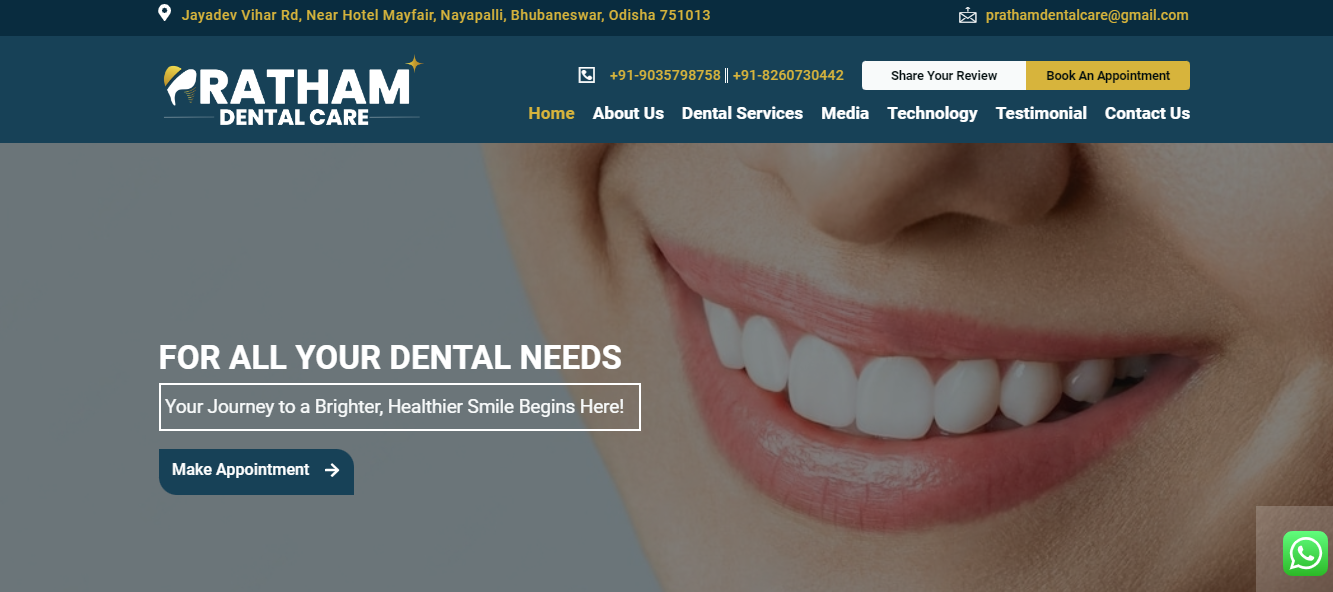 Jayadev Vihar Rd, Near Hotel Mayfair, Nayapalli, Bhubaneswar, Odisha 751013
prathamdentalcare@gmail.com
PRATHAM
DENTAL CARE
+91-9035798758 || +91-8260730442
Share Your Review
Book An Appointment
Home About Us Dental Services Media Technology Testimonial Contact Us
FOR ALL YOUR DENTAL NEEDS
Your Journey to a Brighter, Healthier Smile Begins Here!
Make Appointment